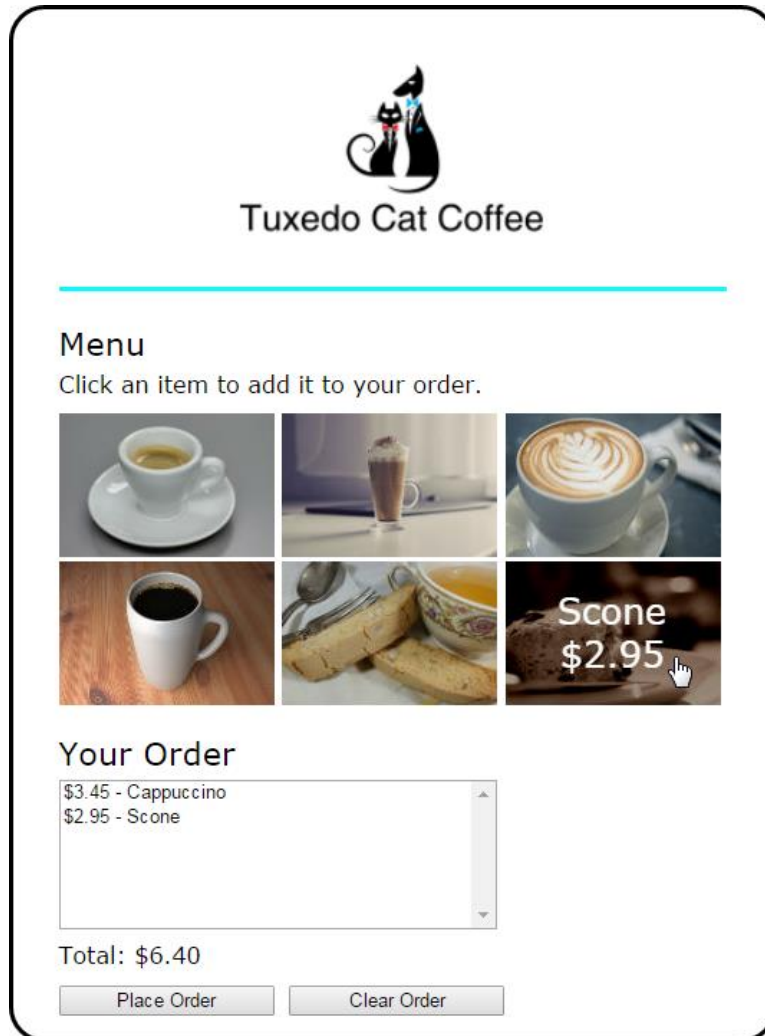 Tuxedo Cat Coffee
Menu
Click an item to add it to your order.
Scone
$2.95
Your Order
$3.45 - Cappuccino
$2.95 - Scone
Total: $6.40
Place Order
Clear Order